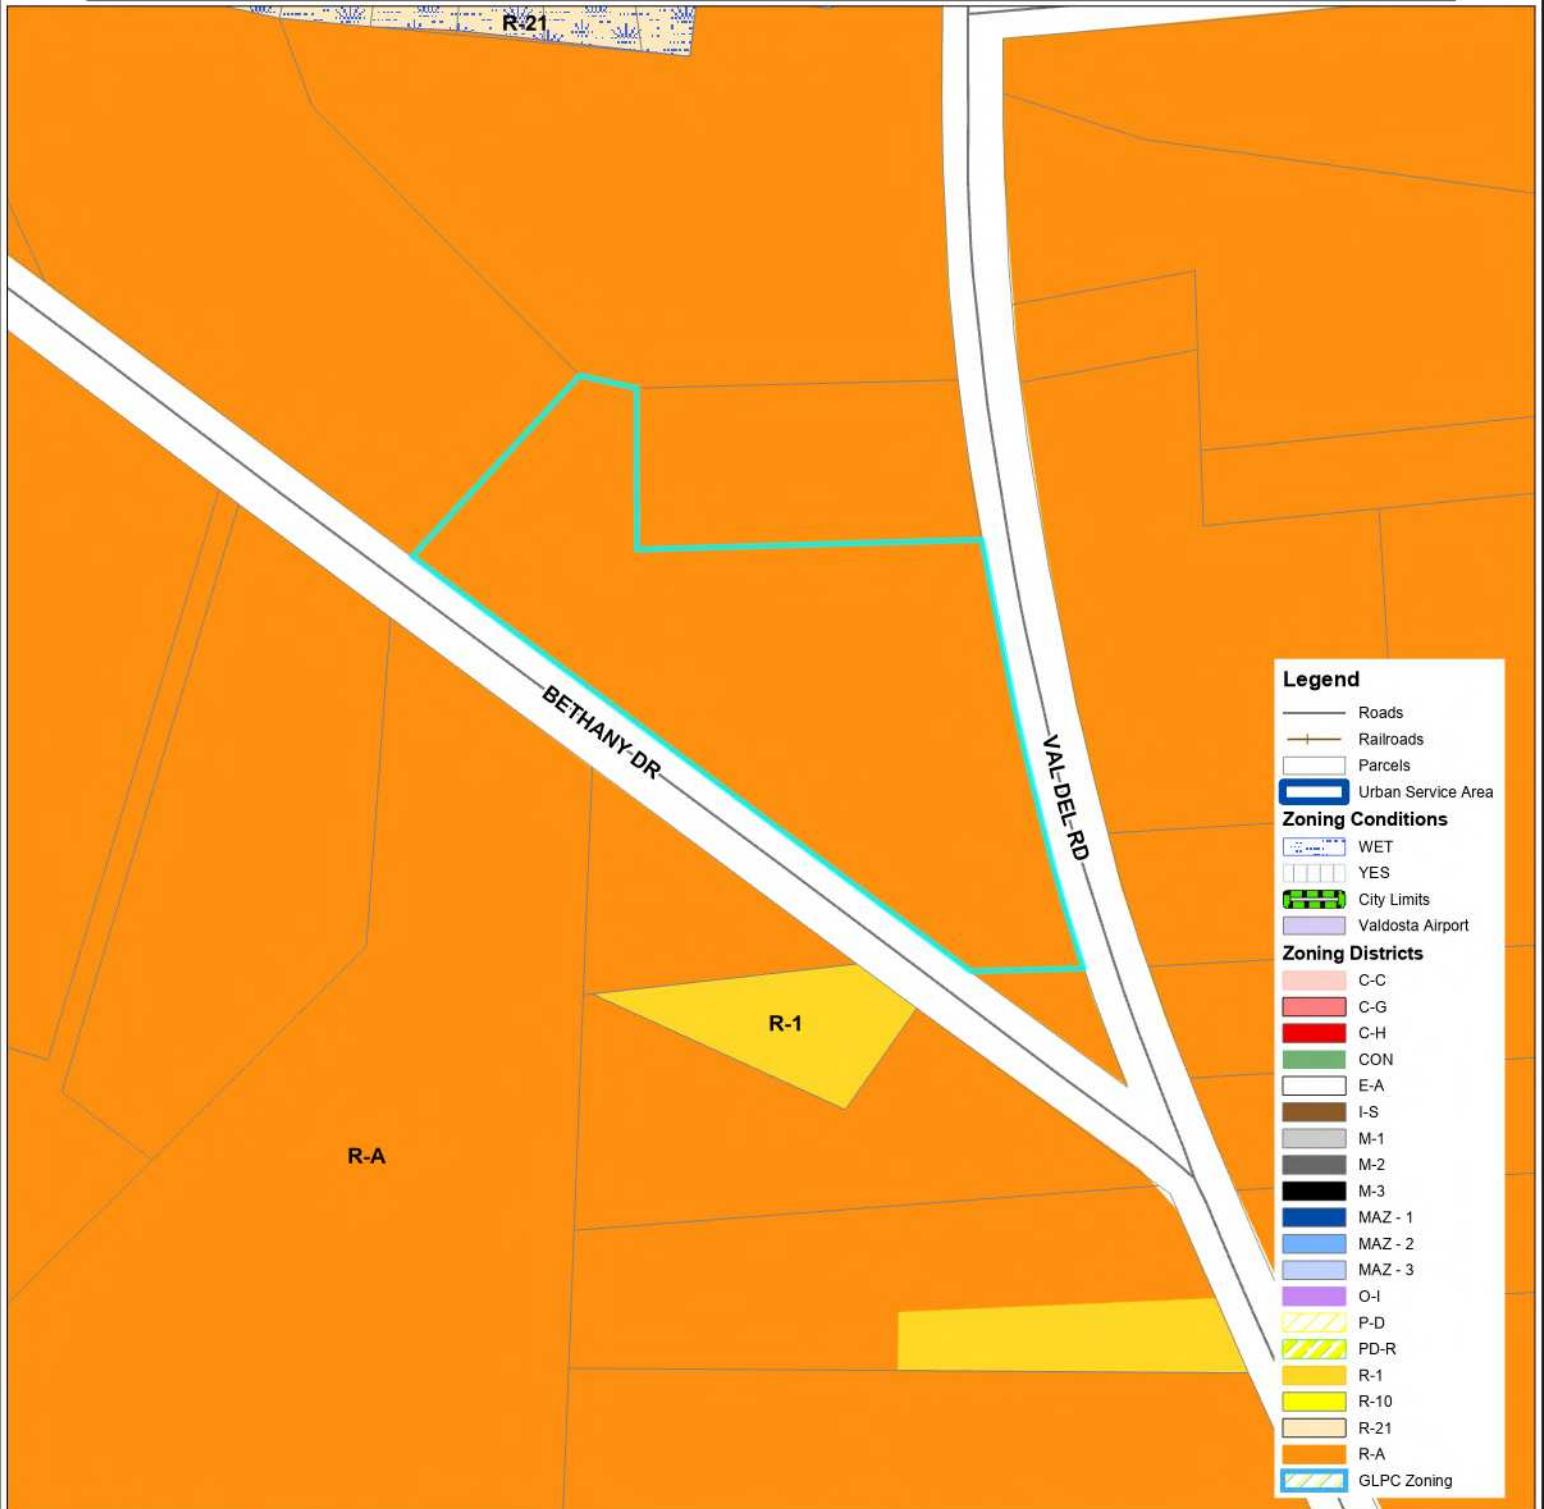 R-21
BETHANY DR
VAL DEL RD
R-1
R-A
Legend
Roads
Railroads
Parcels
Urban Service Area
Zoning Conditions
WET
YES
City Limits
Valdosta Airport
Zoning Districts
C-C
C-G
C-H
CON
E-A
I-S
M-1
M-2
M-3
MAZ - 1
MAZ - 2
MAZ - 3
O-I
P-D
PD-R
R-1
R-10
R-21
R-A
GLPC Zoning